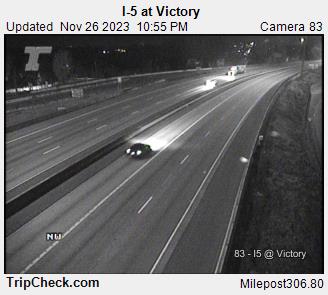 I-5 at Victory
Updated Nov 26 2023 10:55 PM Camera 83
NW
83 - I5 @ Victory
TripCheck.com Milepost306.80